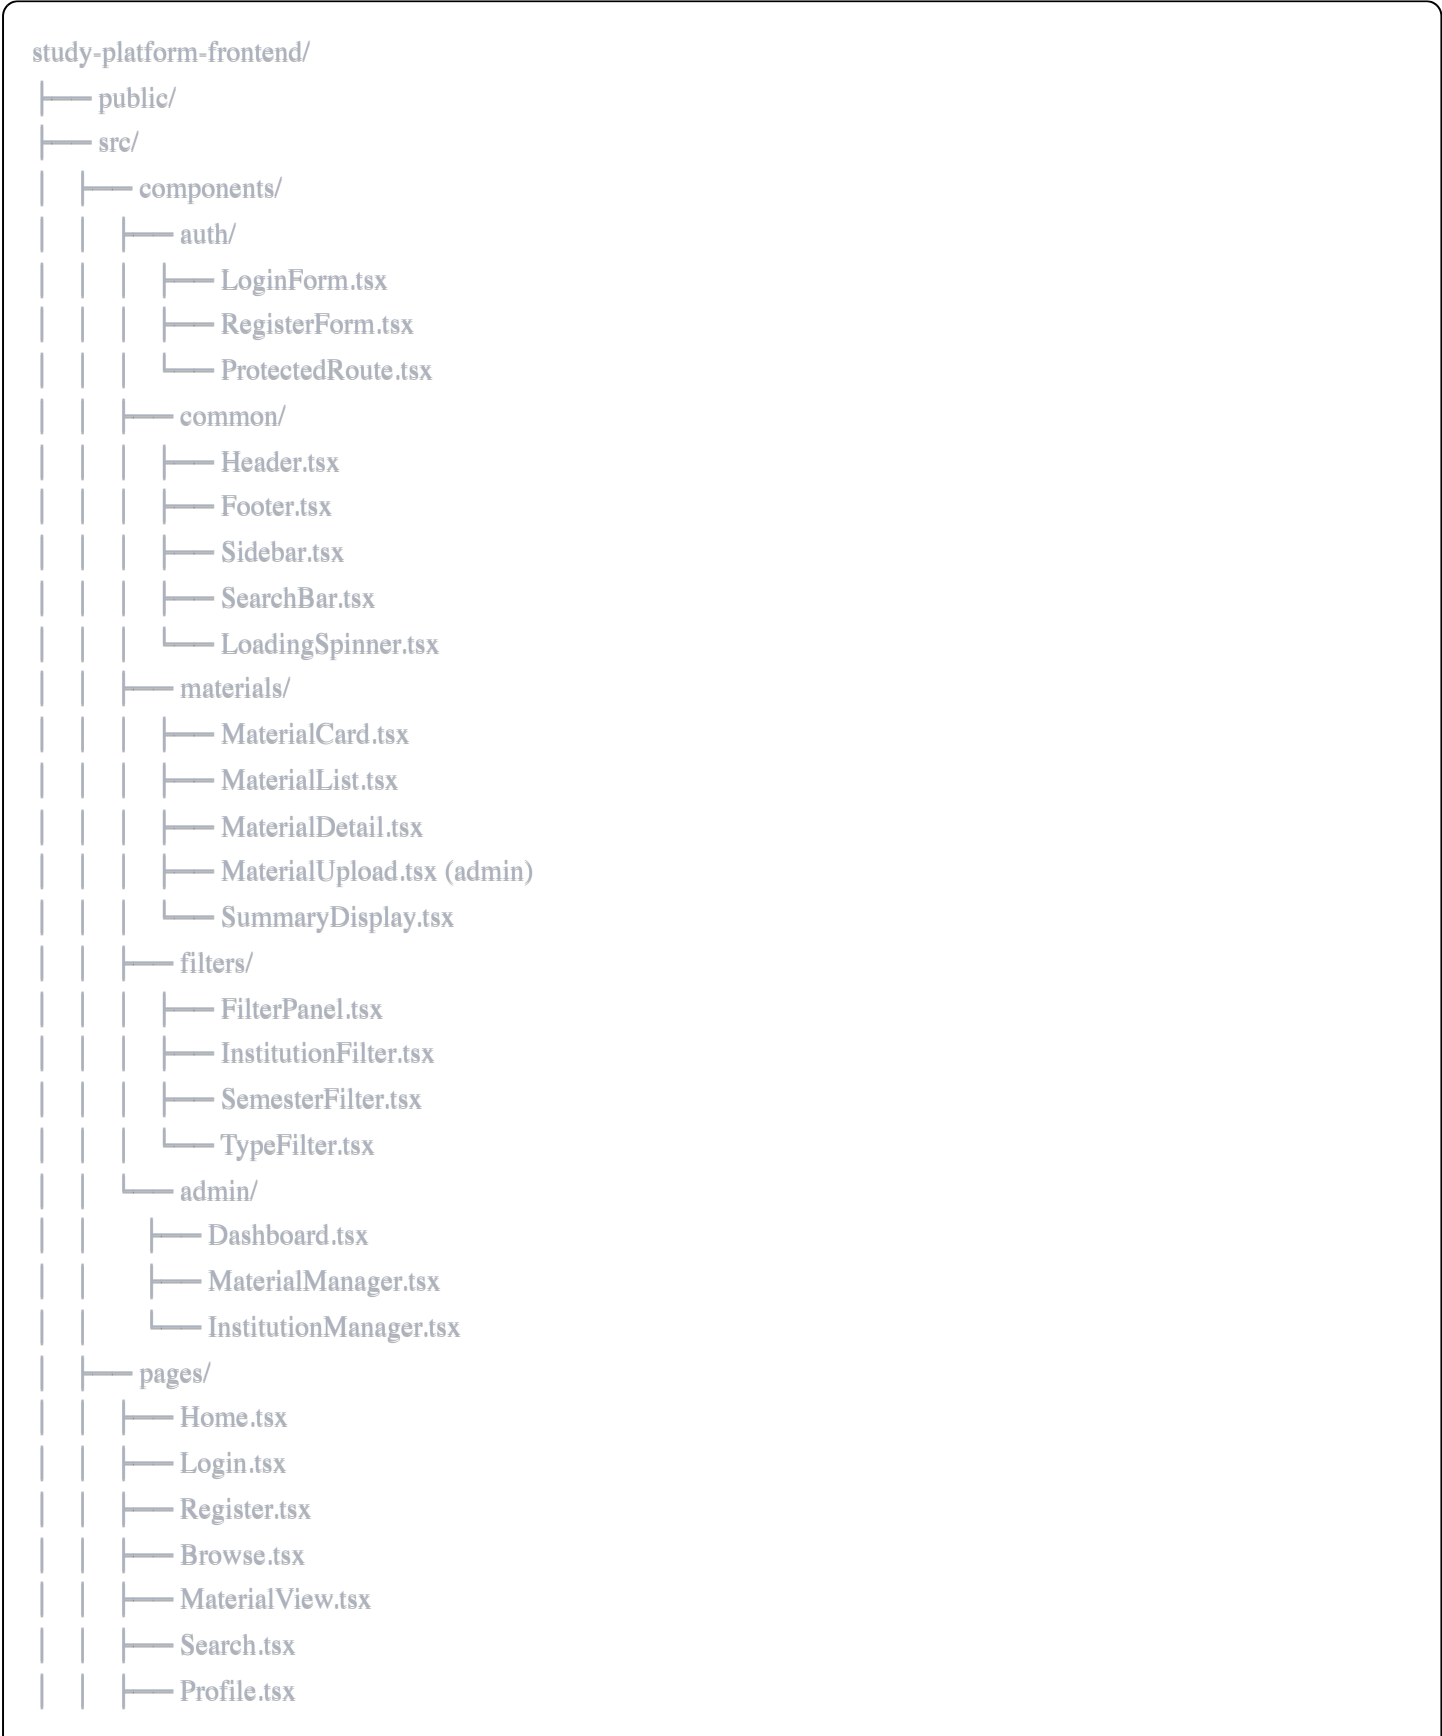 study-platform-frontend/
├── public/
├── src/
│   ├── components/
│   │   ├── auth/
│   │   │   ├── LoginForm.tsx
│   │   │   ├── RegisterForm.tsx
│   │   │   └── ProtectedRoute.tsx
│   │   ├── common/
│   │   │   ├── Header.tsx
│   │   │   ├── Footer.tsx
│   │   │   ├── Sidebar.tsx
│   │   │   ├── SearchBar.tsx
│   │   │   └── LoadingSpinner.tsx
│   │   ├── materials/
│   │   │   ├── MaterialCard.tsx
│   │   │   ├── MaterialList.tsx
│   │   │   ├── MaterialDetail.tsx
│   │   │   ├── MaterialUpload.tsx (admin)
│   │   │   └── SummaryDisplay.tsx
│   │   ├── filters/
│   │   │   ├── FilterPanel.tsx
│   │   │   ├── InstitutionFilter.tsx
│   │   │   ├── SemesterFilter.tsx
│   │   │   └── TypeFilter.tsx
│   │   └── admin/
│   │       ├── Dashboard.tsx
│   │       ├── MaterialManager.tsx
│   │       └── InstitutionManager.tsx
│   ├── pages/
│   │   ├── Home.tsx
│   │   ├── Login.tsx
│   │   ├── Register.tsx
│   │   ├── Browse.tsx
│   │   ├── MaterialView.tsx
│   │   ├── Search.tsx
│   │   ├── Profile.tsx